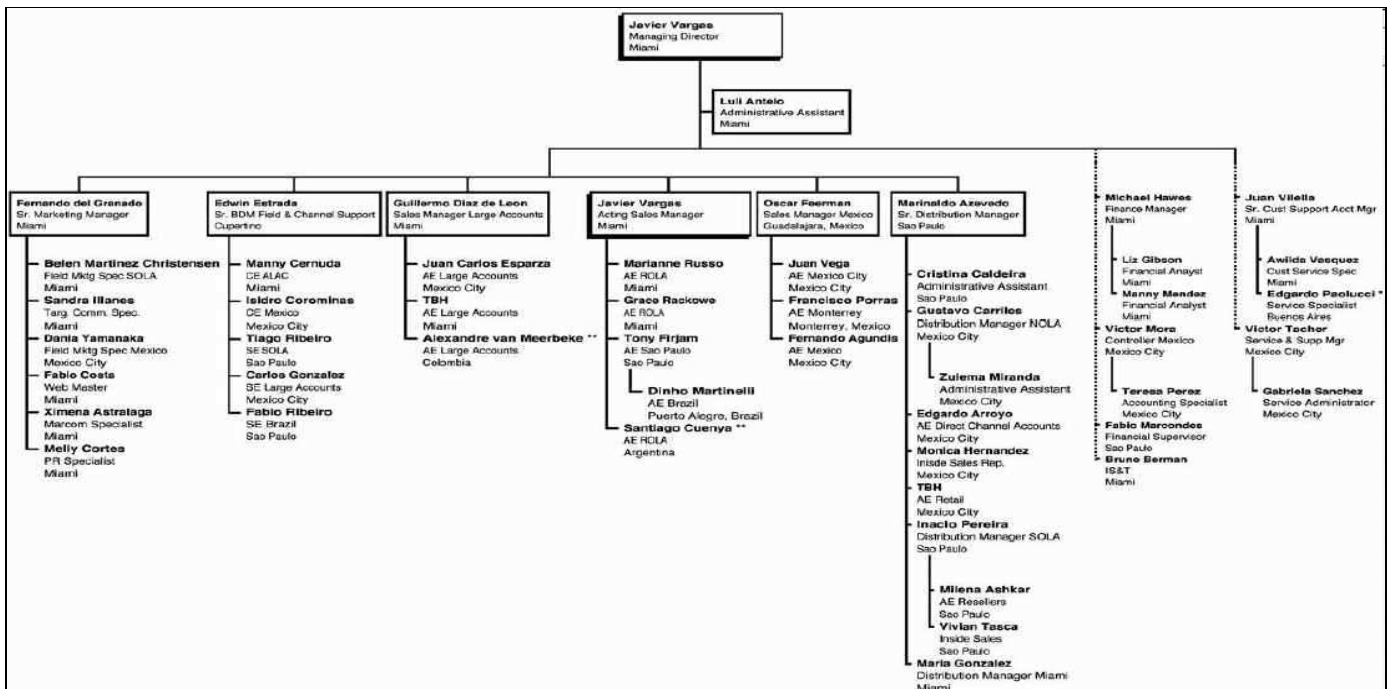 Javier Vargas
Managing Director
Miami
Luli Antelo
Administrative Assistant
Miami
Fernando del Granado
Sr. Marketing Manager
Miami
Belen Martinez Christensen
Field Mktg Spec SOLA
Miami
Sandra Illanes
Targ. Comm. Spec.
Miami
Dania Yamanaka
Field Mktg Spec Mexico
Mexico City
Fabio Costa
Web Master
Miami
Ximena Astralaga
Marcom Specialist
Miami
Melly Cortes
PR Specialist
Miami
Edwin Estrada
Sr. BDM Field & Channel Support
Cupertino
Manny Cernuda
CE ALAC
Miami
Isidro Corominas
CE Mexico
Mexico City
Tiago Ribeiro
SE SOLA
Sao Paulo
Carlos Gonzalez
SE Large Accounts
Mexico City
Fabio Ribeiro
SE Brazil
Sao Paulo
Guillermo Diaz de Leon
Sales Manager Large Accounts
Miami
Juan Carlos Esparza
AE Large Accounts
Mexico City
TBH
AE Large Accounts
Miami
Alexandre van Meerbeke **
AE Large Accounts
Colombia
Javier Vargas
Acting Sales Manager
Miami
Marianne Russo
AE ROLA
Miami
Grace Rackowe
AE ROLA
Miami
Tony Firjam
AE Sao Paulo
Sao Paulo
Dinho Martinelli
AE Brazil
Puerto Alegro, Brazil
Santiago Cuenya **
AE ROLA
Argentina
Oscar Feerman
Sales Manager Mexico
Guadalajara, Mexico
Juan Vega
AE Mexico City
Mexico City
Francisco Porras
AE Monterrey
Monterrey, Mexico
Fernando Agundis
AE Mexico
Mexico City
Marinaldo Azevedo
Sr. Distribution Manager
Sao Paulo
Cristina Caldeira
Administrative Assistant
Sao Paulo
Gustavo Carriles
Distribution Manager NOLA
Mexico City
Zulema Miranda
Administrative Assistant
Mexico City
Edgardo Arroyo
AE Direct Channel Accounts
Mexico City
Monica Hernandez
Inisde Sales Rep.
Mexico City
TBH
AE Retail
Mexico City
Inacio Pereira
Distribution Manager SOLA
Sao Paulo
Milena Ashkar
AE Resellers
Sao Paulo
Vivian Tasca
Inside Sales
Sao Paulo
Maria Gonzalez
Distribution Manager Miami
Miami
Michael Hawes
Finance Manager
Miami
Liz Gibson
Financial Anayst
Miami
Manny Mendez
Financial Analyst
Miami
Victor Mora
Controller Mexico
Mexico City
Teresa Perez
Accounting Specialist
Mexico City
Fabio Marcondes
Financial Supervisor
Sao Paulo
Bruno Berman
IS&T
Miami
Juan Vilella
Sr. Cust Support Acct Mgr
Miami
Awilda Vasquez
Cust Service Spec
Miami
Edgardo Paolucci *
Service Specialist
Buenos Aires
Victor Tacher
Service & Supp Mgr
Mexico City
Gabriela Sanchez
Service Administrator
Mexico City